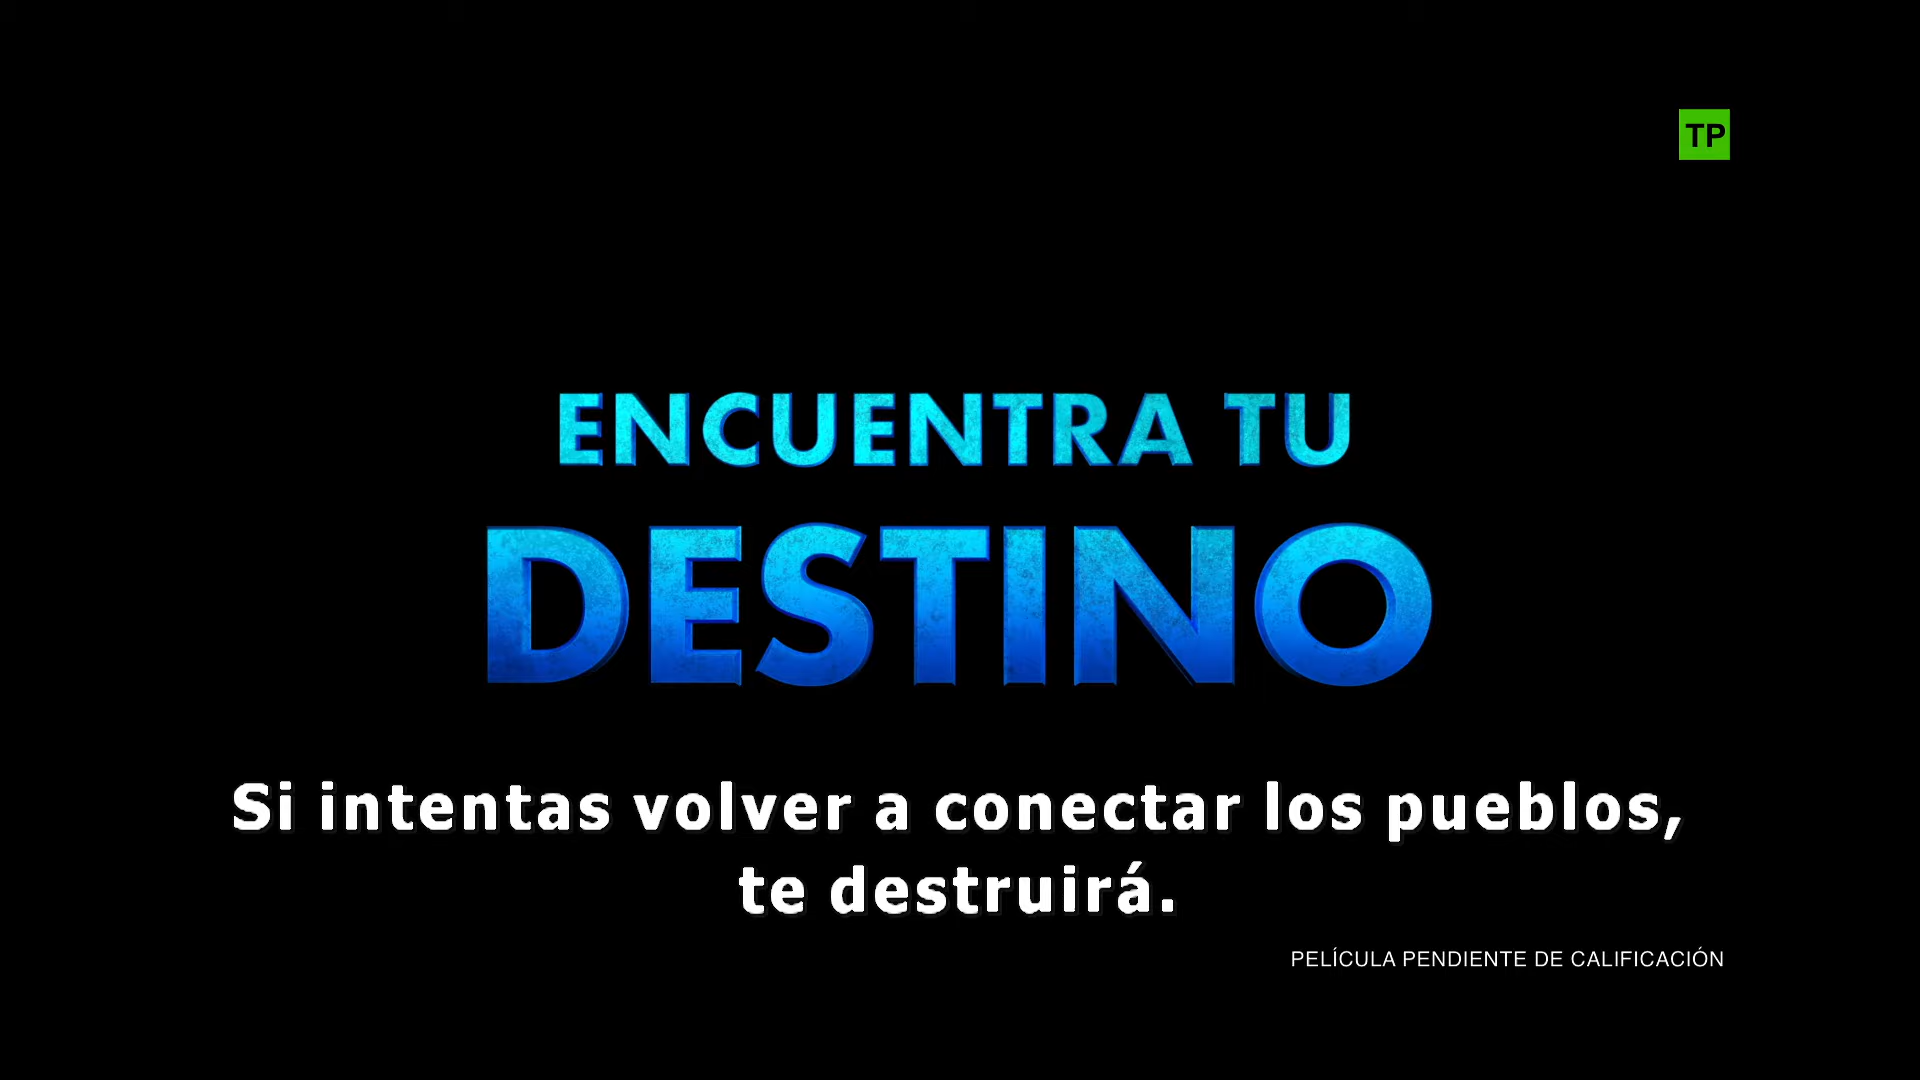 TP
ENCUENTRA TU
DESTINO
Si intentas volver a conectar los pueblos,
te destruirá.
PELÍCULA PENDIENTE DE CALIFICACIÓN